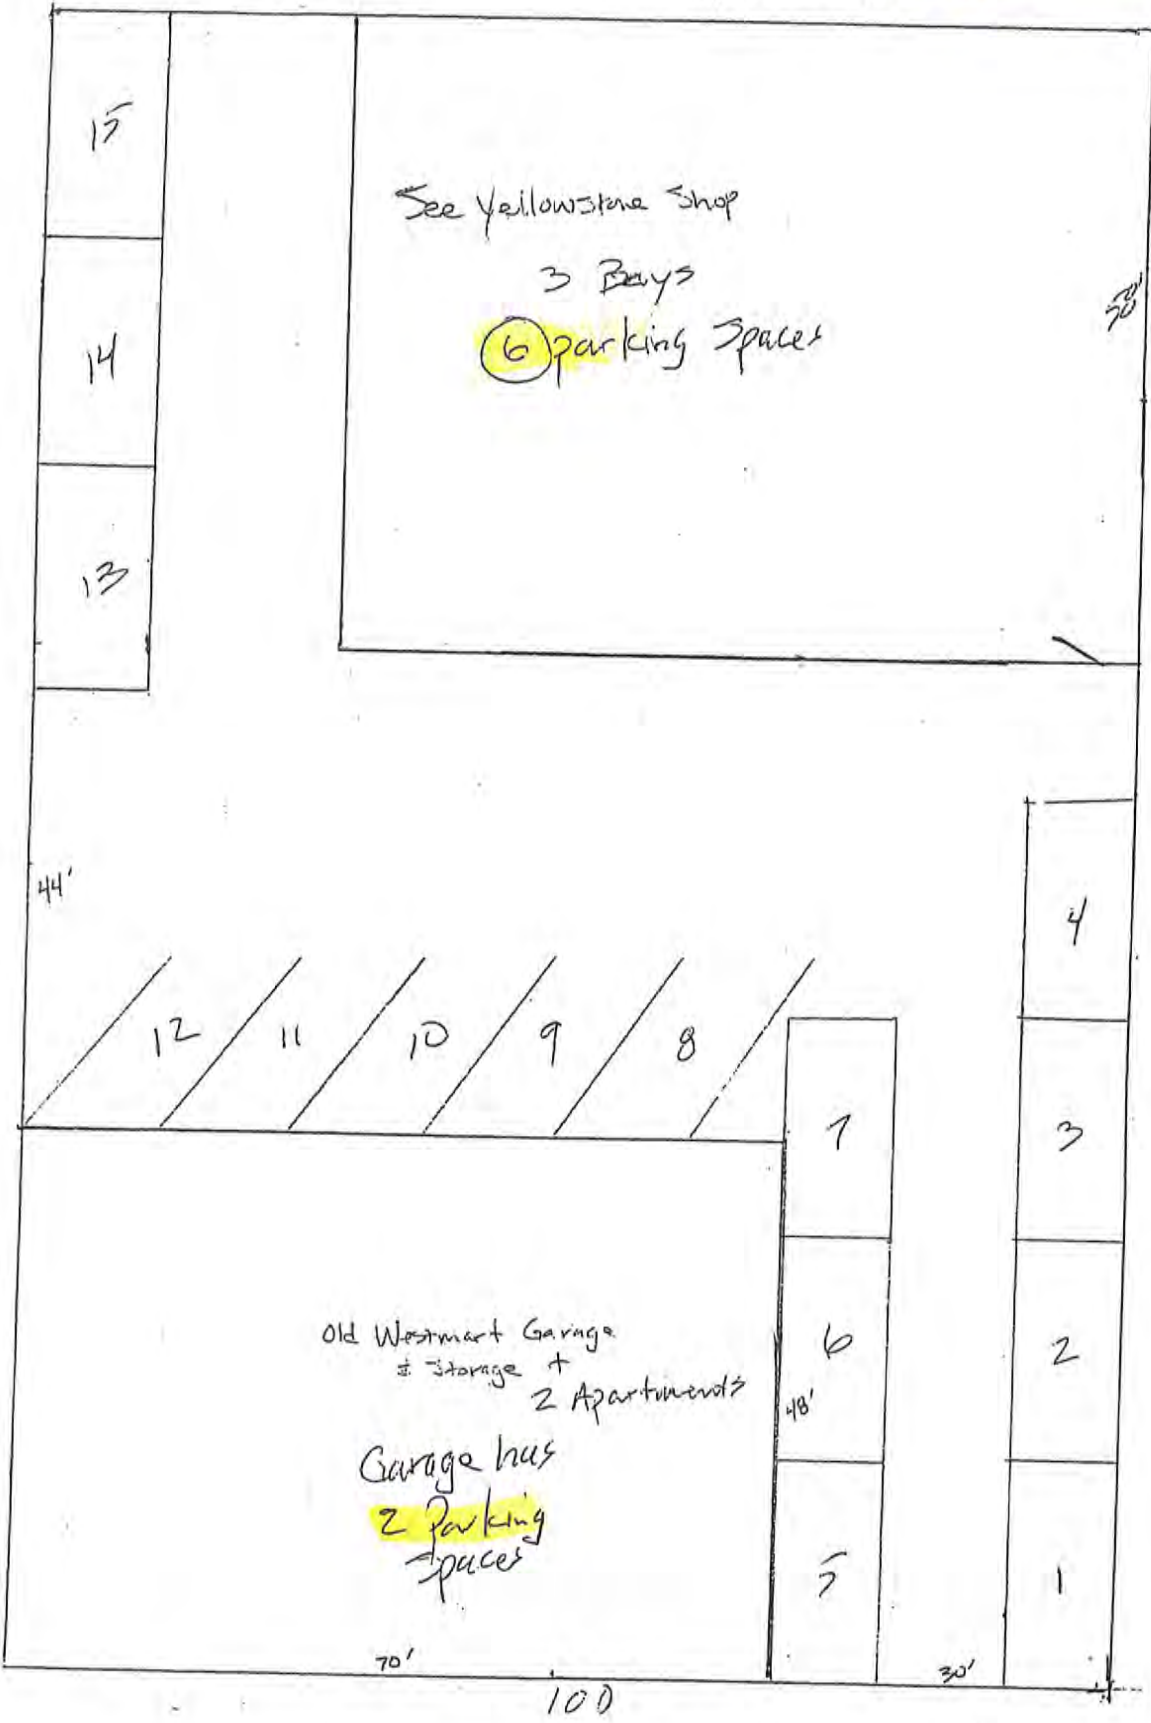 15
See Yellowstone Shop
3 Bays
6 parking Spaces
50'
14
13
44'
4
12
11
10
9
8
7
3
Old Westmart Garage
& Storage +
2 Apartments
6
2
48'
Garage has
2 Parking
Spaces
5
1
70'
30'
100